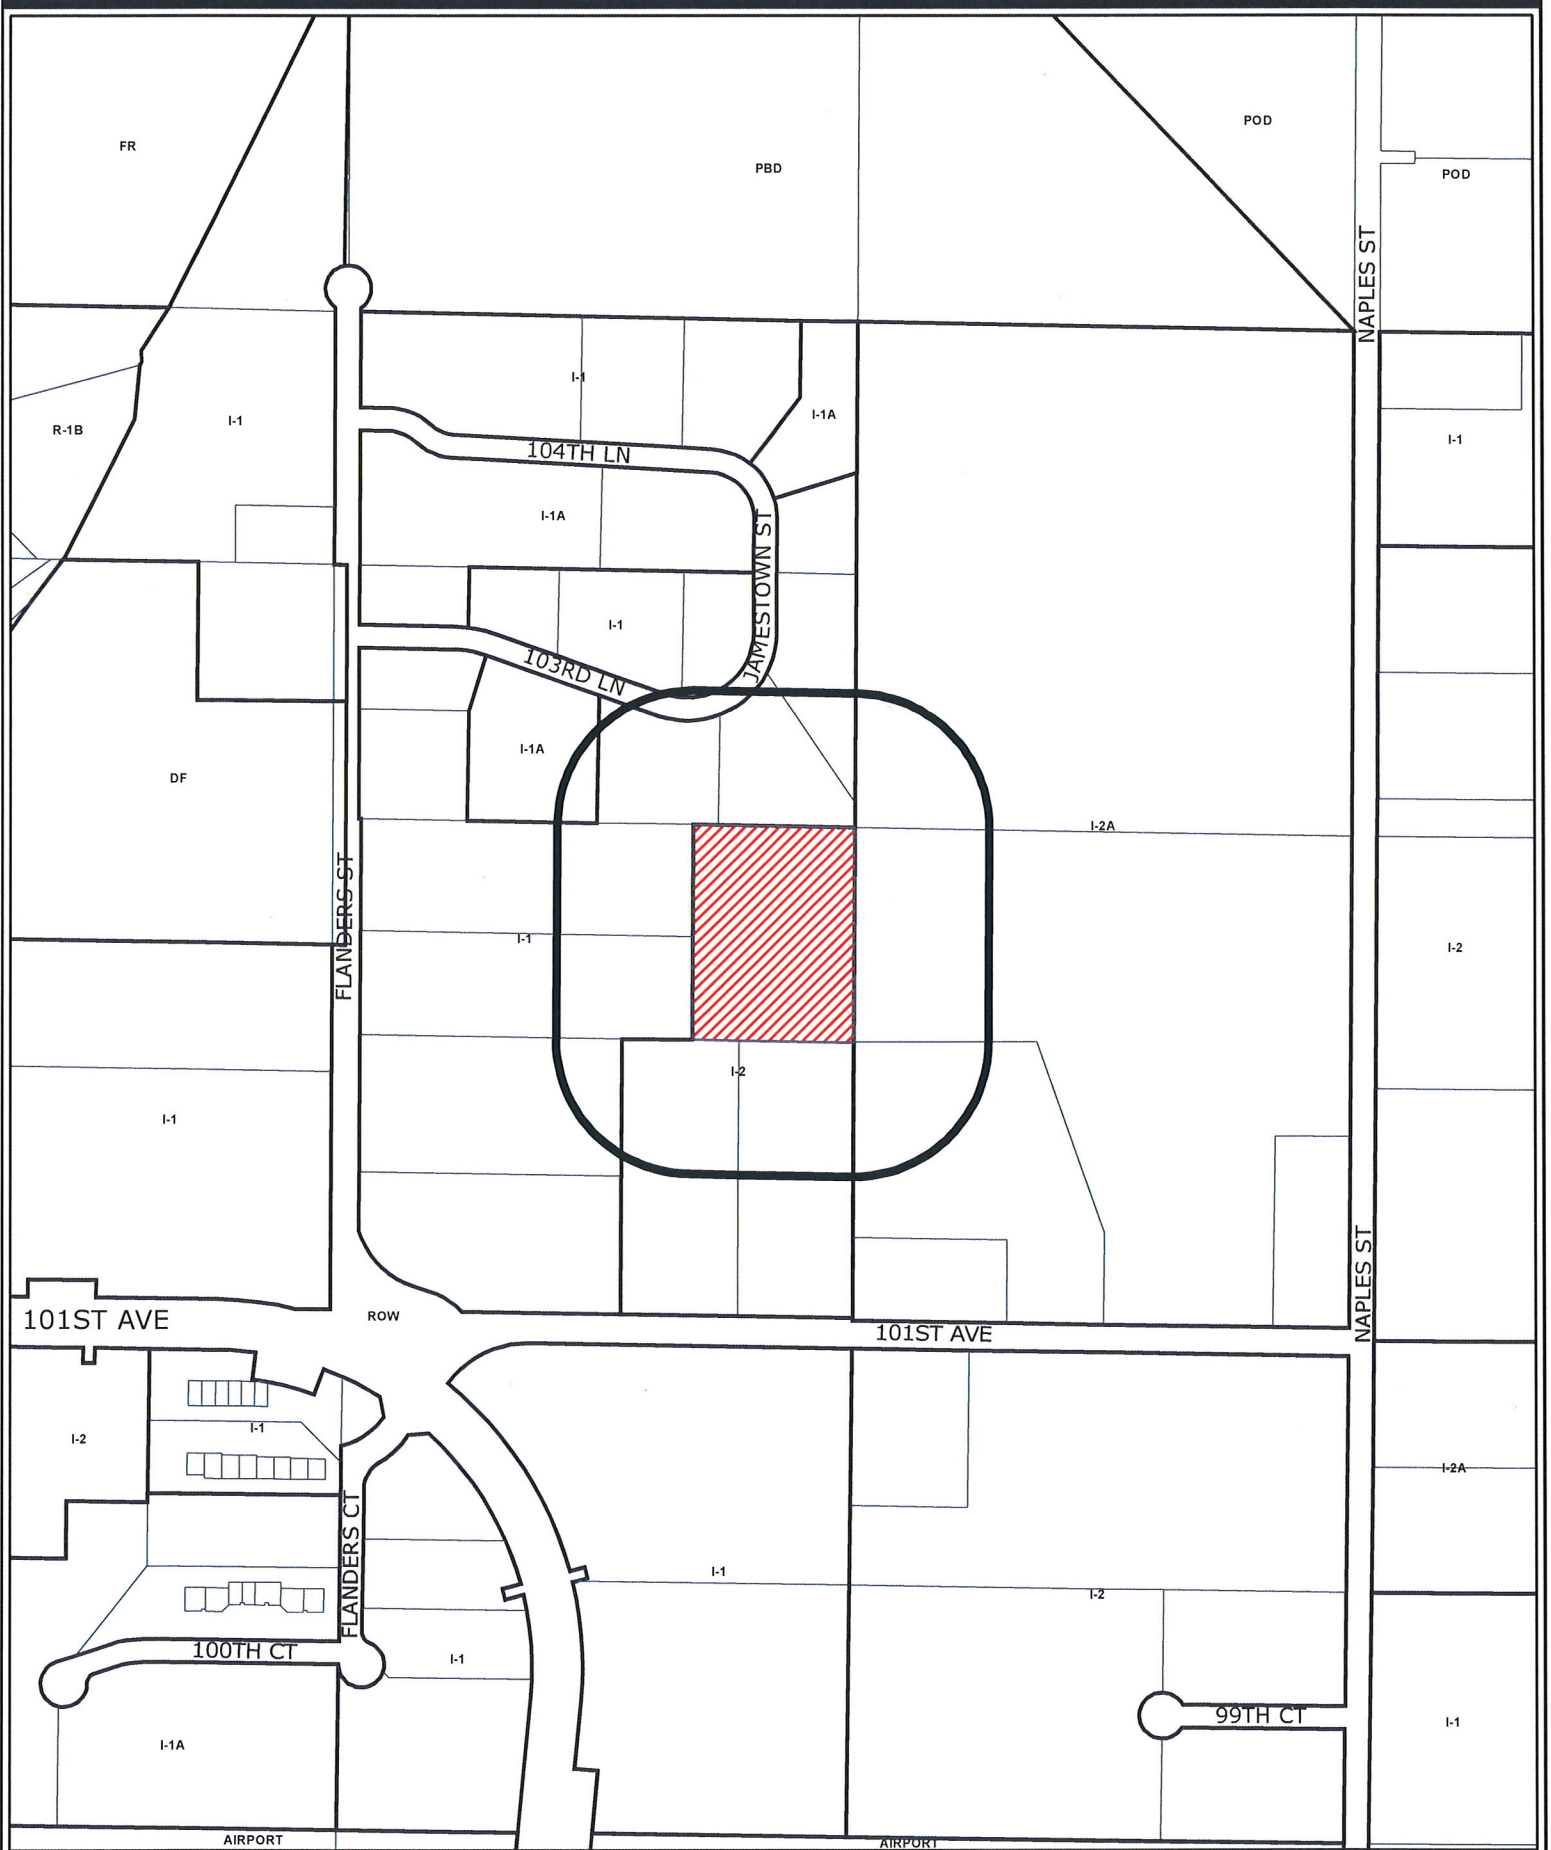 FR
PBD
POD
POD
NAPLES ST
I-1
I-1A
R-1B
I-1
I-1
104TH LN
I-1A
JAMESTOWN ST
I-1
103RD LN
I-1A
DF
I-2A
FLANDERS ST
I-1
I-2
I-2
I-1
NAPLES ST
ROW
101ST AVE
101ST AVE
I-2
I-1
I-2A
FLANDERS CT
I-1
I-2
100TH CT
I-1
99TH CT
I-1
I-1A
AIRPORT
AIRPORT